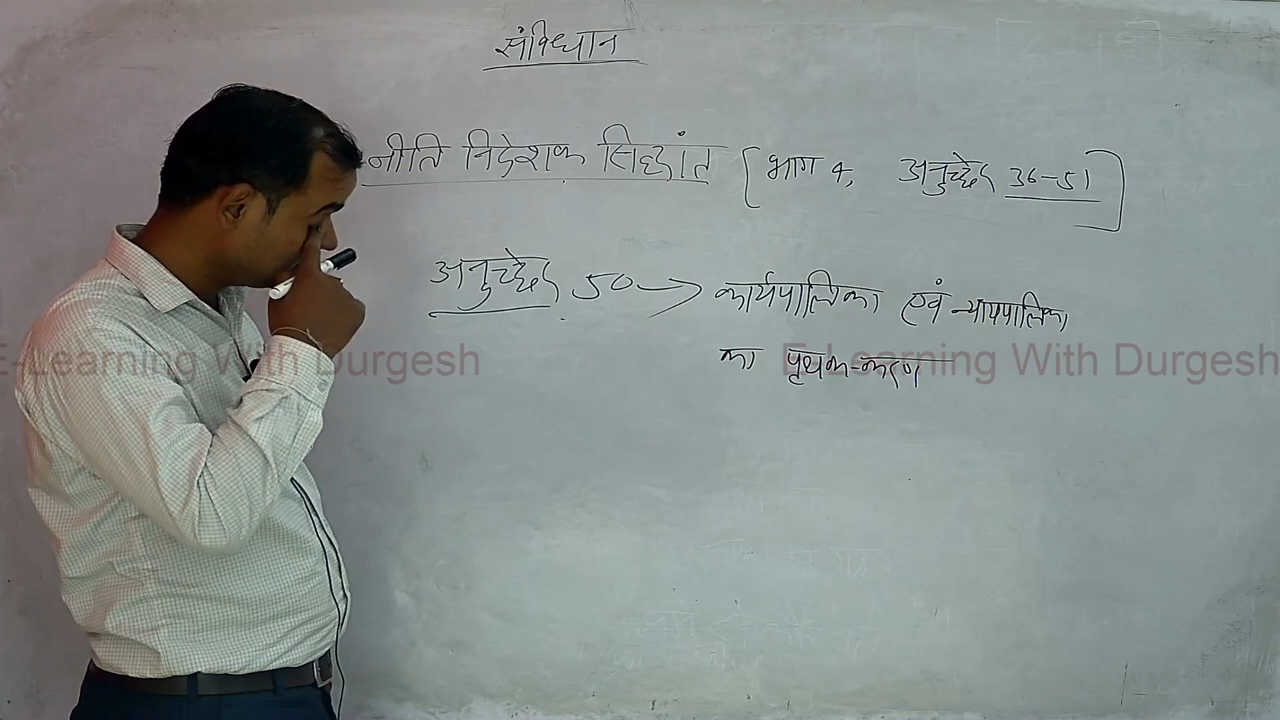 संविधान
नीति निदेशक सिद्धांत [भाग 4, अनुच्छेद 36-51]
अनुच्छेद 50 → कार्यपालिका एवं न्यायपालिका
का पृथक-करण
E-Learning With Durgesh E-Learning With Durgesh